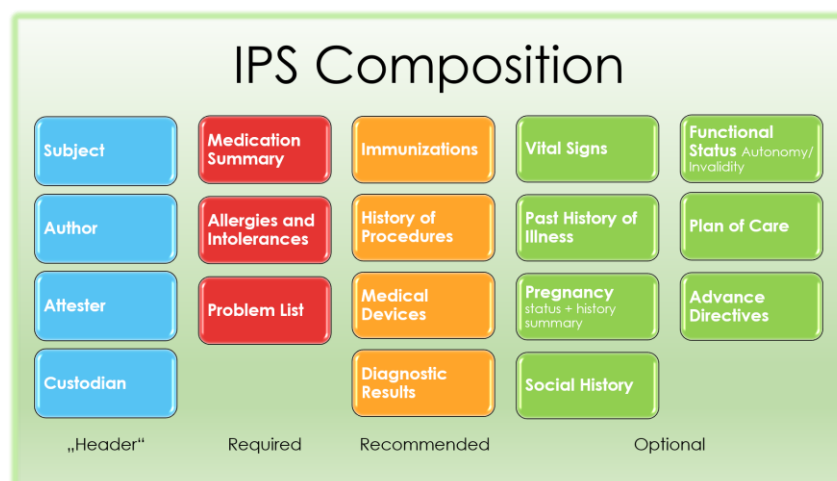 IPS Composition
Subject
Author
Attester
Custodian
„Header“
Medication
Summary
Allergies and
Intolerances
Problem List
Required
Immunizations
History of
Procedures
Medical
Devices
Diagnostic
Results
Recommended
Vital Signs
Past History of
Illness
Pregnancy
status + history
summary
Social History
Functional
Status Autonomy/
Invalidity
Plan of Care
Advance
Directives
Optional